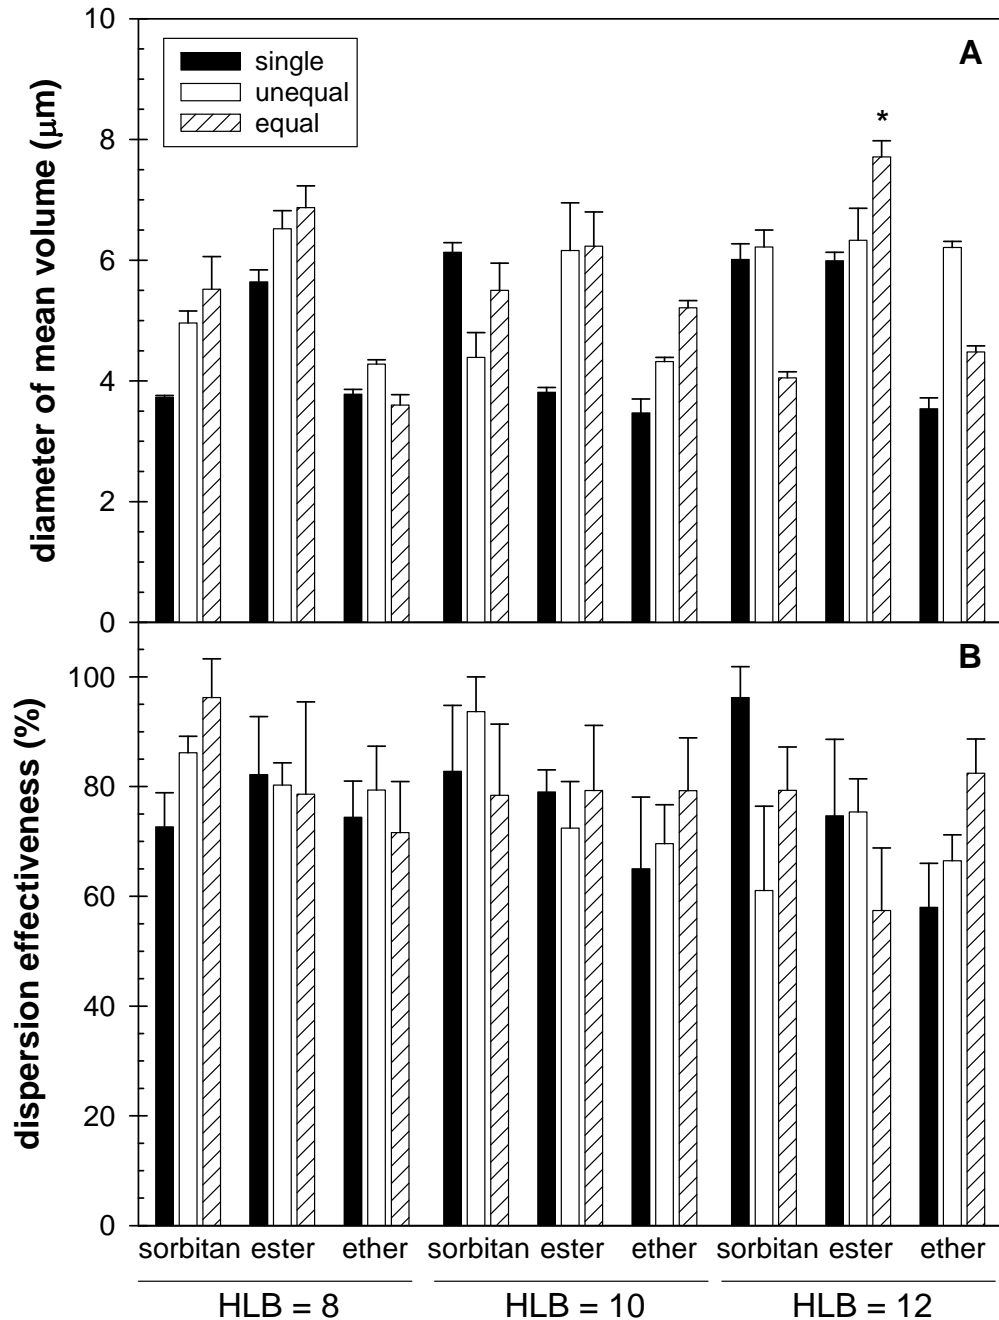 A
single
unequal
equal
*
diameter of mean volume (μm)
10
8
6
4
2
0
B
dispersion effectiveness (%)
100
80
60
40
20
0
sorbitan ester ether sorbitan ester ether sorbitan ester ether
HLB = 8 HLB = 10 HLB = 12